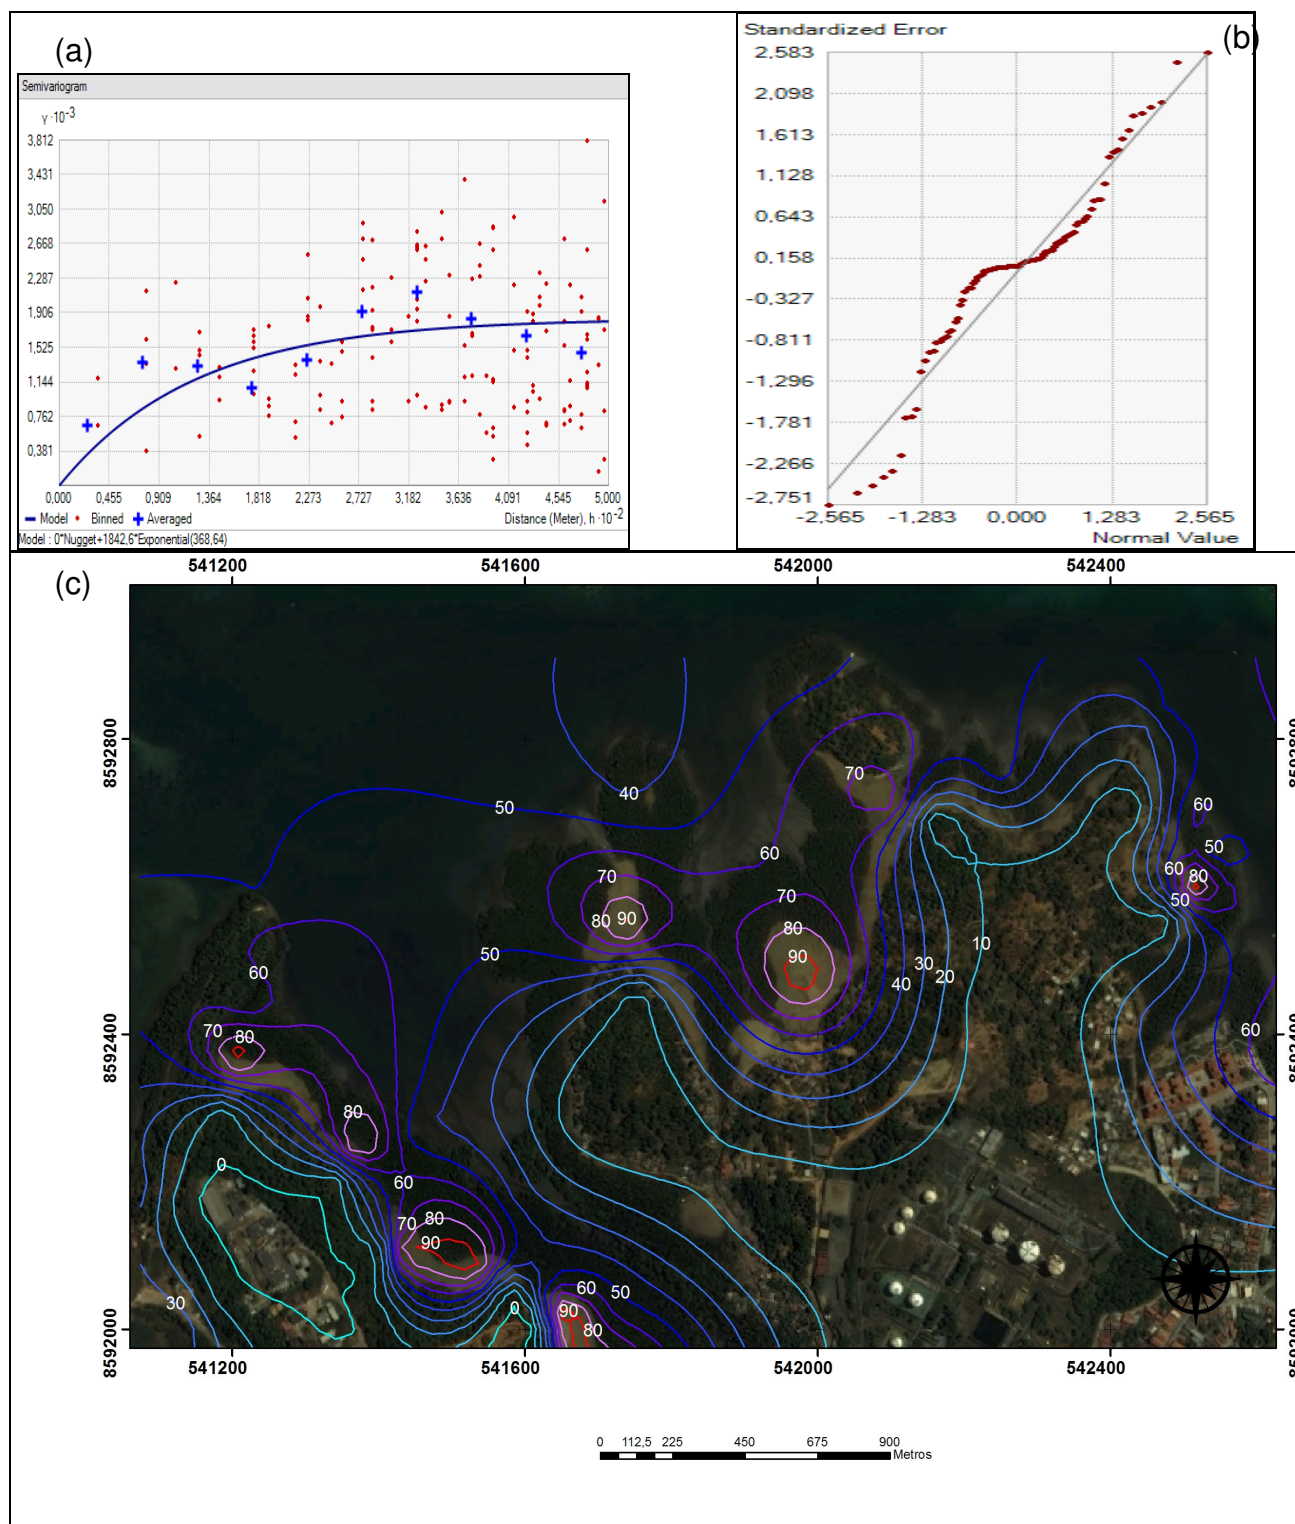 (a)
Semivariogram
γ ·10⁻³
3,812
3,431
3,050
2,668
2,287
1,906
1,525
1,144
0,762
0,381
0,000 0,455 0,909 1,364 1,818 2,273 2,727 3,182 3,636 4,091 4,545 5,000
Model Binned Averaged Distance (Meter), h ·10⁻²
Model : 0*Nugget+1842,6*Exponential(368,64)
(b)
Standardized Error
2,583
2,098
1,613
1,128
0,643
0,158
-0,327
-0,811
-1,296
-1,781
-2,266
-2,751
-2,565 -1,283 0,000 1,283 2,565
Normal Value
(c)
541200 541600 542000 542400
8592800 8592800
8592400 8592400
8592000 8592000
70
50 40 60
60 50
70 60 80
70 50
80 90 80
50 90 10
60 30
40 20
70 80 60
80
0 60
70 80
90
30 0 60 50
90
80
541200 541600 542000 542400
0 112,5 225 450 675 900
Metros